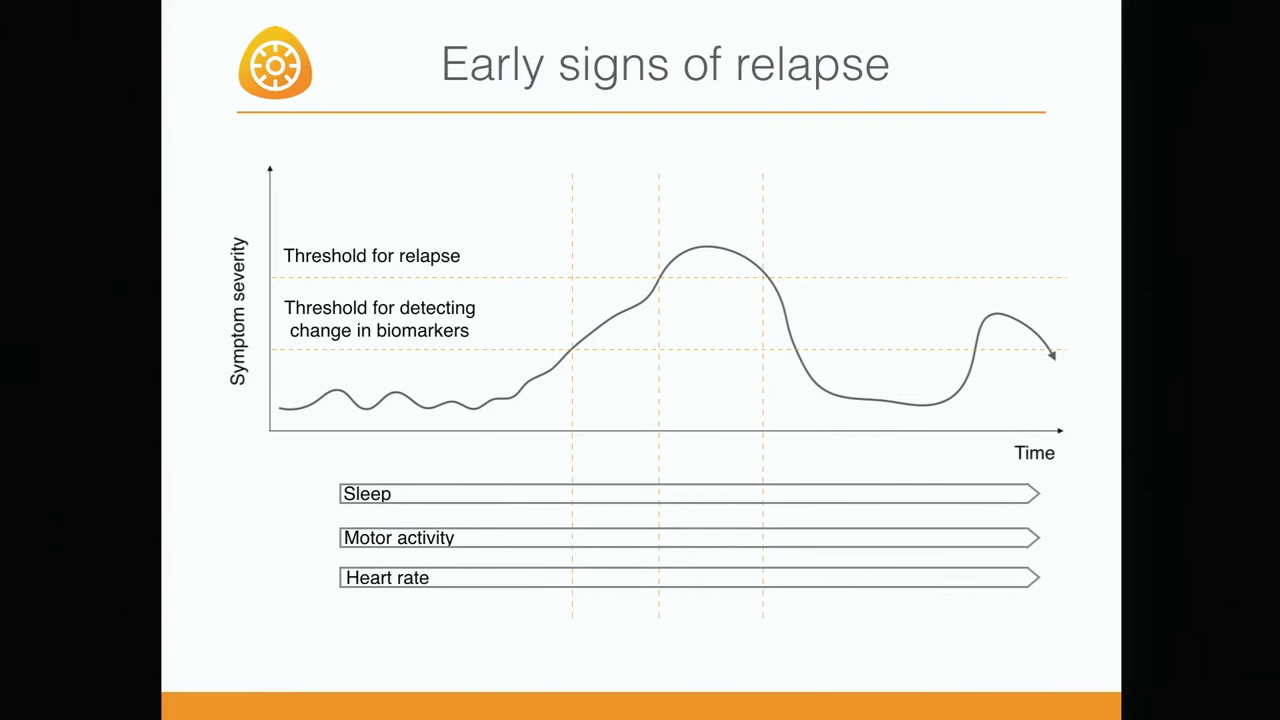 Early signs of relapse
Symptom severity
Threshold for relapse
Threshold for detecting
change in biomarkers
Time
Sleep
Motor activity
Heart rate